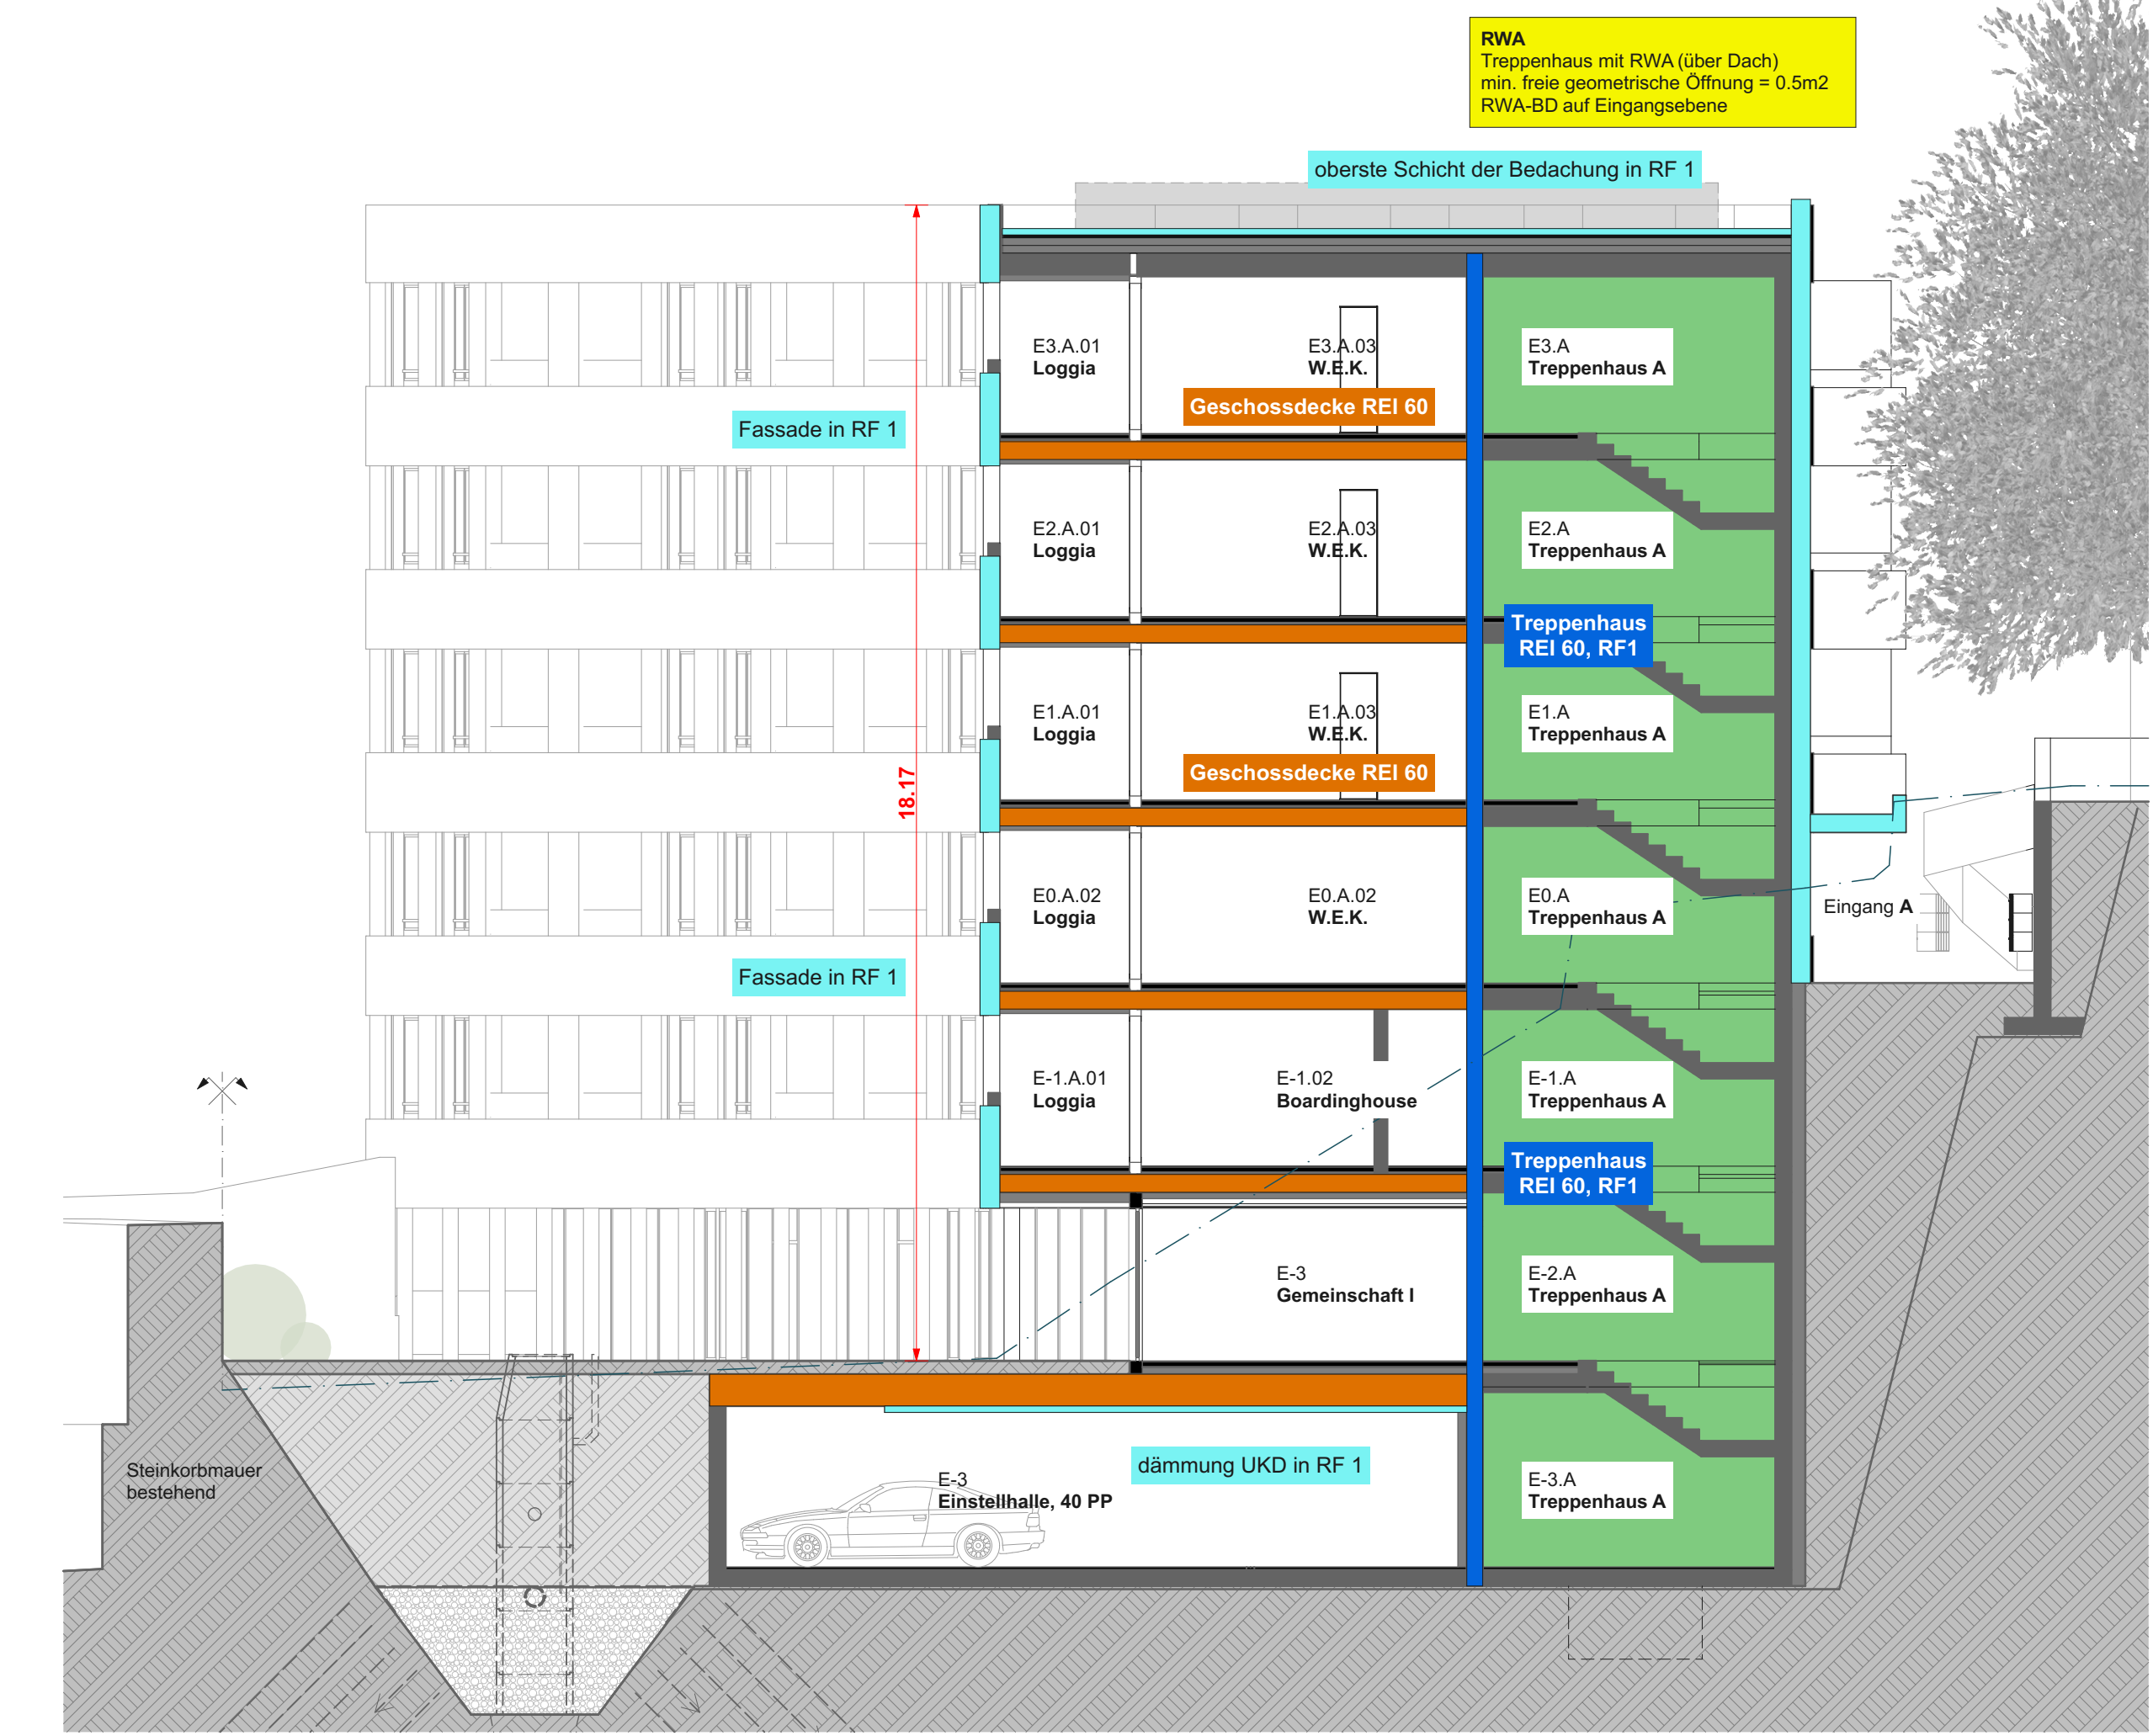 RWA
Treppenhaus mit RWA (über Dach)
min. freie geometrische Öffnung = 0.5m2
RWA-BD auf Eingangsebene
oberste Schicht der Bedachung in RF 1
E3.A.01
Loggia
E3.A.03
W.E.K.
E3.A
Treppenhaus A
Geschossdecke REI 60
Fassade in RF 1
E2.A.01
Loggia
E2.A.03
W.E.K.
E2.A
Treppenhaus A
Treppenhaus
REI 60, RF1
E1.A.01
Loggia
E1.A.03
W.E.K.
E1.A
Treppenhaus A
Geschossdecke REI 60
18.17
E0.A.02
Loggia
E0.A.02
W.E.K.
E0.A
Treppenhaus A
Eingang A
Fassade in RF 1
E-1.A.01
Loggia
E-1.02
Boardinghouse
E-1.A
Treppenhaus A
Treppenhaus
REI 60, RF1
E-3
Gemeinschaft I
E-2.A
Treppenhaus A
Steinkorbmauer
bestehend
dämmung UKD in RF 1
E-3
Einstellhalle, 40 PP
E-3.A
Treppenhaus A